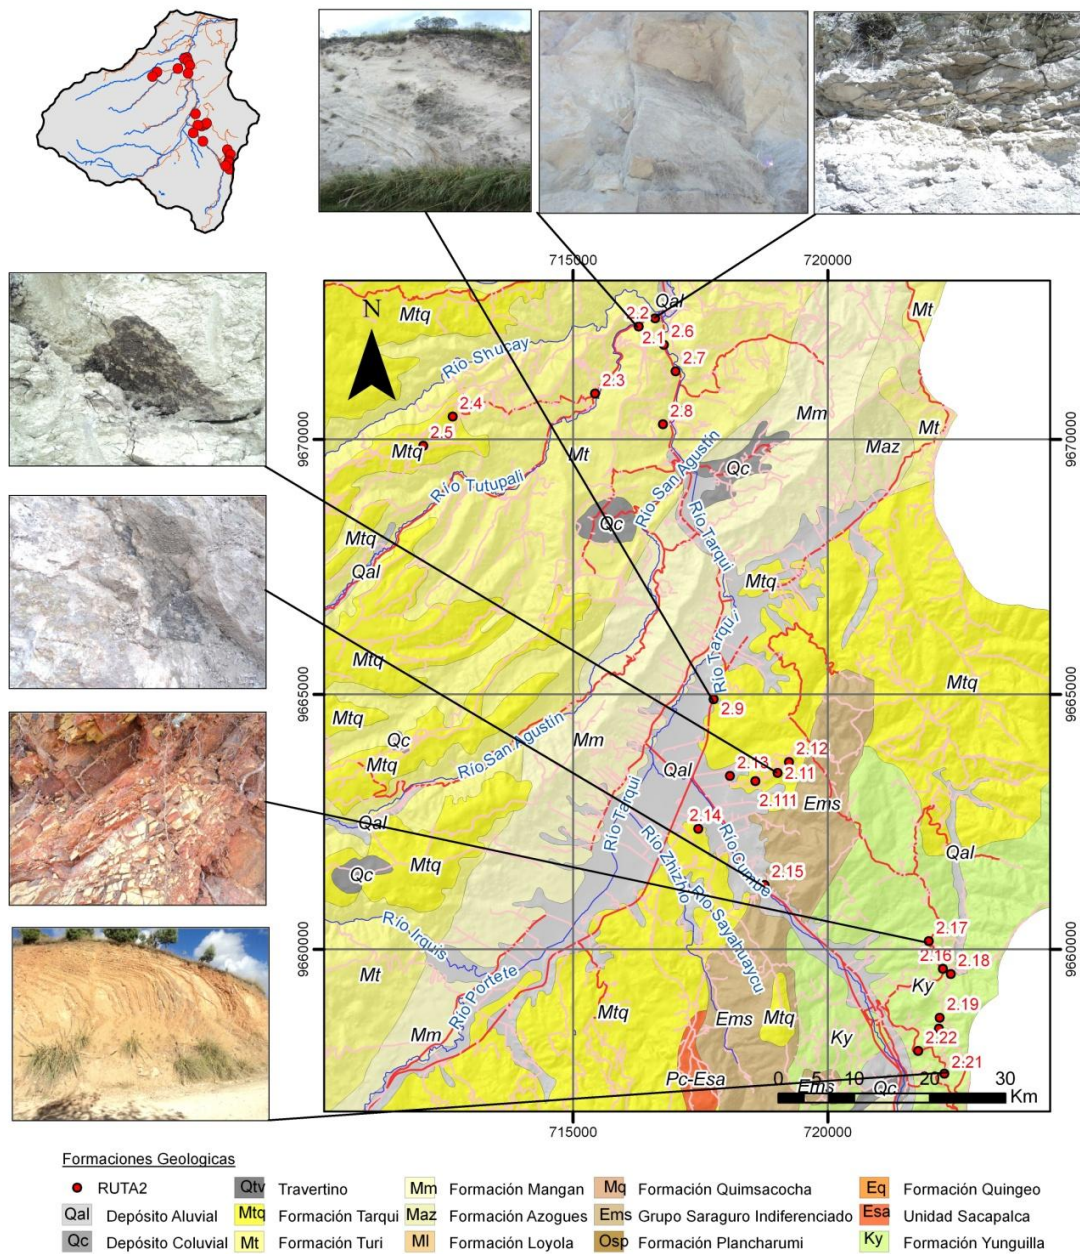 715000 720000
Qal
Mt
Mtq
N
2.2
2.1
2.6
Río Shucay
2.7
2.3
2.4
2.8
Mm
Mt
9670000
2.5
Mtq
Mt
Maz
9670000
Río Tutupali
Río San Agustín
Qc
Qc
Río Tarqui
Mtq
Qal
Mtq
Río Tarqui
Mtq
Mtq
9665000
2.9
9665000
Mtq
Qc
Mtq
Río San Agustín
Mm
2.12
2.13
2.11
Qal
2.111
Ems
Río Tarqui
2.14
Qal
Río Cumbe
Qal
Mtq
Qc
Río Zhizho
2.15
Río Sayahuaycu
Río Irquis
2.17
9660000
9660000
2.16
2.18
Mt
Río Portete
Ky
Mtq
2.19
Mm
Ems
Mtq
Ky
2.22
2.21
Pc-Esa
Ems
Qc
0 5 10 20 30
Km
715000 720000
Formaciones Geologicas
RUTA2
Qtv Travertino
Mm Formación Mangan
Mq Formación Quimsacocha
Eq Formación Quingeo
Qal Depósito Aluvial
Mtq Formación Tarqui
Maz Formación Azogues
Ems Grupo Saraguro Indiferenciado
Esa Unidad Sacapalca
Qc Depósito Coluvial
Mt Formación Turi
Ml Formación Loyola
Osp Formación Plancharumi
Ky Formación Yunguilla